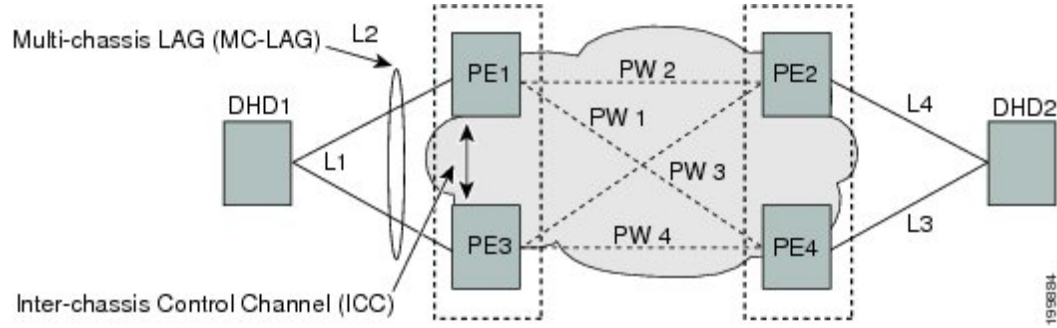 Multi-chassis LAG (MC-LAG)
L2
PE1
PW 2
PE2
DHD1
L1
PW 1
L4
DHD2
PW 3
PE3
PW 4
PE4
L3
Inter-chassis Control Channel (ICC)
199884